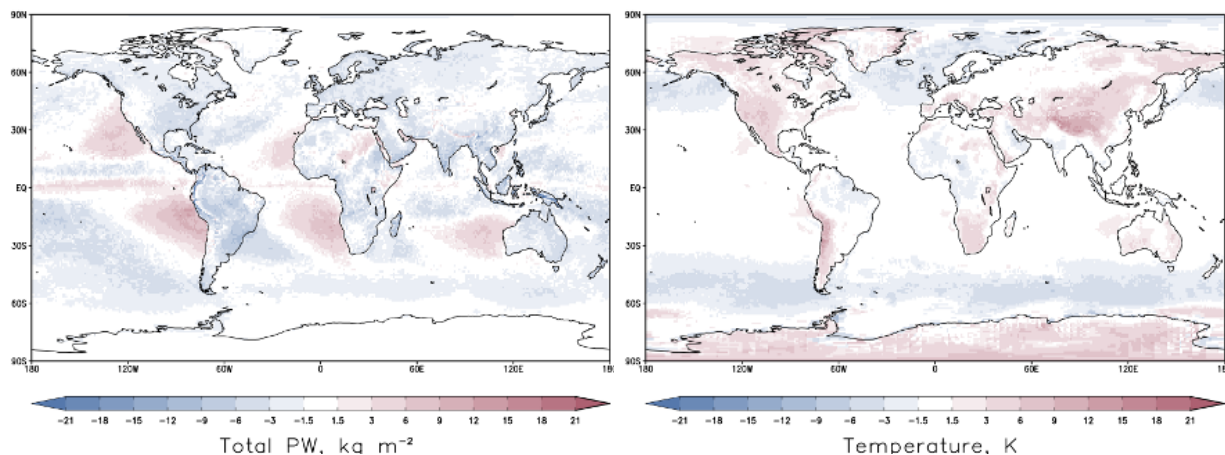 90N 90N
60N 60N
30N 30N
EQ EQ
30S 30S
60S 60S
90S 90S
180 120W 60W 0 60E 120E 18 180 120W 60W 0 60E 120E 180
-21 -18 -15 -12 -9 -6 -3 -1.5 1.5 3 6 9 12 15 18 21 -21 -18 -15 -12 -9 -6 -3 -1.5 1.5 3 6 9 12 15 18 21
Total PW, kg m⁻² Temperature, K